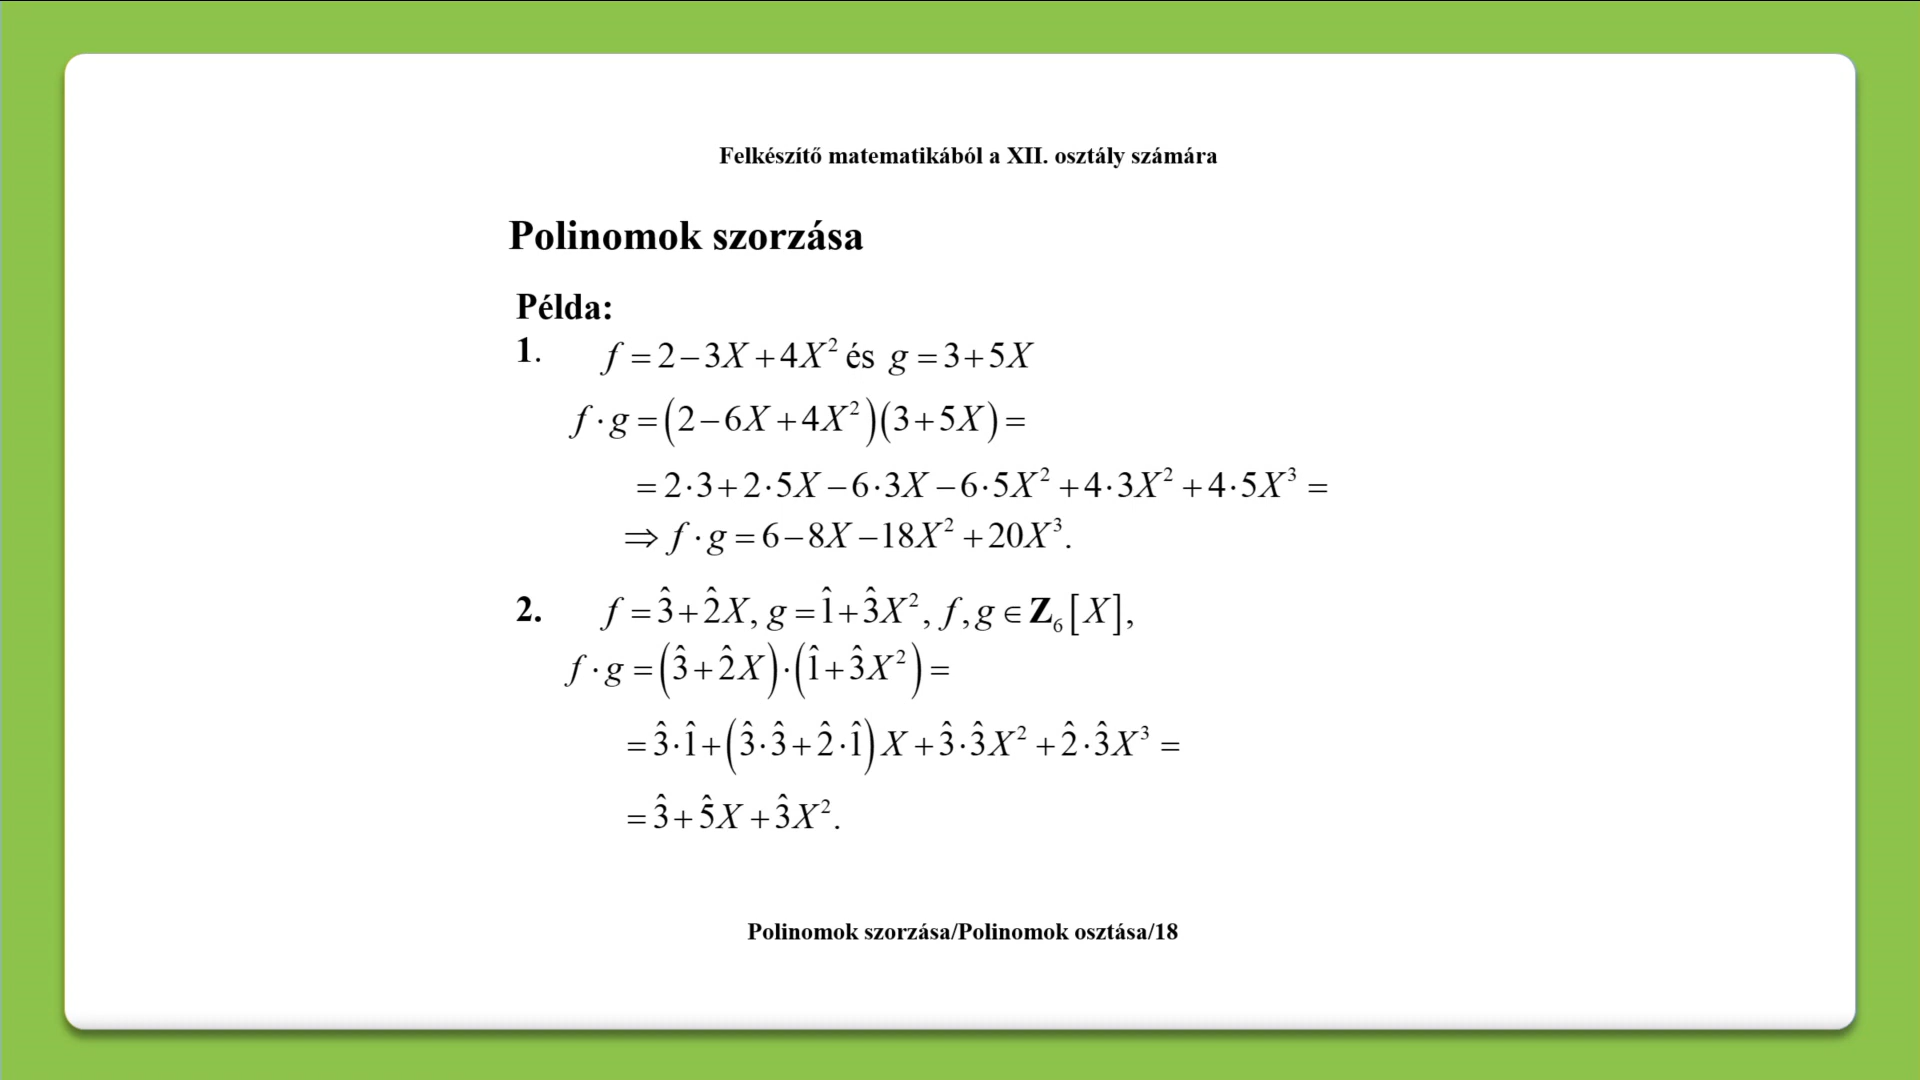 Felkészítő matematikából a XII. osztály számára
Polinomok szorzása
Példa:
1. f = 2 − 3X + 4X² és g = 3 + 5X
f · g = (2 − 6X + 4X²)(3 + 5X) =
= 2·3 + 2·5X − 6·3X − 6·5X² + 4·3X² + 4·5X³ =
⇒ f · g = 6 − 8X − 18X² + 20X³.
2. f = 3̂ + 2̂X, g = 1̂ + 3̂X², f, g ∈ Z₆[X],
f · g = (3̂ + 2̂X)·(1̂ + 3̂X²) =
= 3̂·1̂ + (3̂·3̂ + 2̂·1̂)X + 3̂·3̂X² + 2̂·3̂X³ =
= 3̂ + 5̂X + 3̂X².
Polinomok szorzása/Polinomok osztása/18